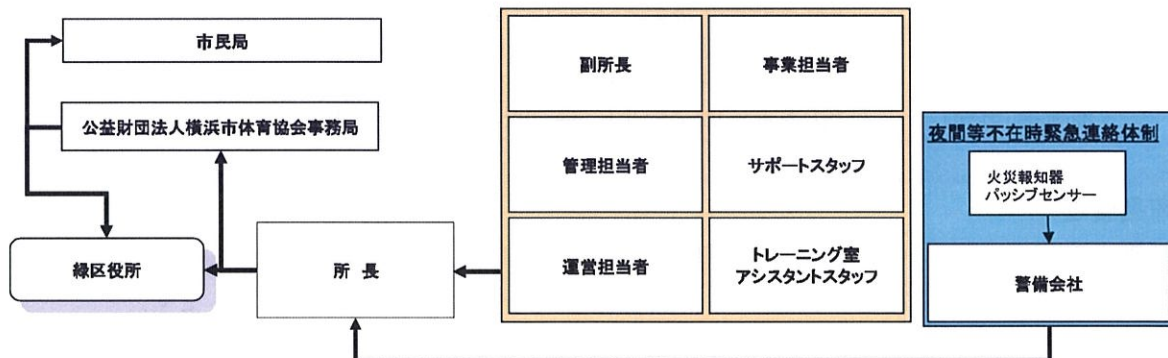 市民局
公益財団法人横浜市体育協会事務局
緑区役所
所 長
副所長
事業担当者
管理担当者
サポートスタッフ
運営担当者
トレーニング室
アシスタントスタッフ
夜間等不在時緊急連絡体制
火災報知器
パッシブセンサー
警備会社